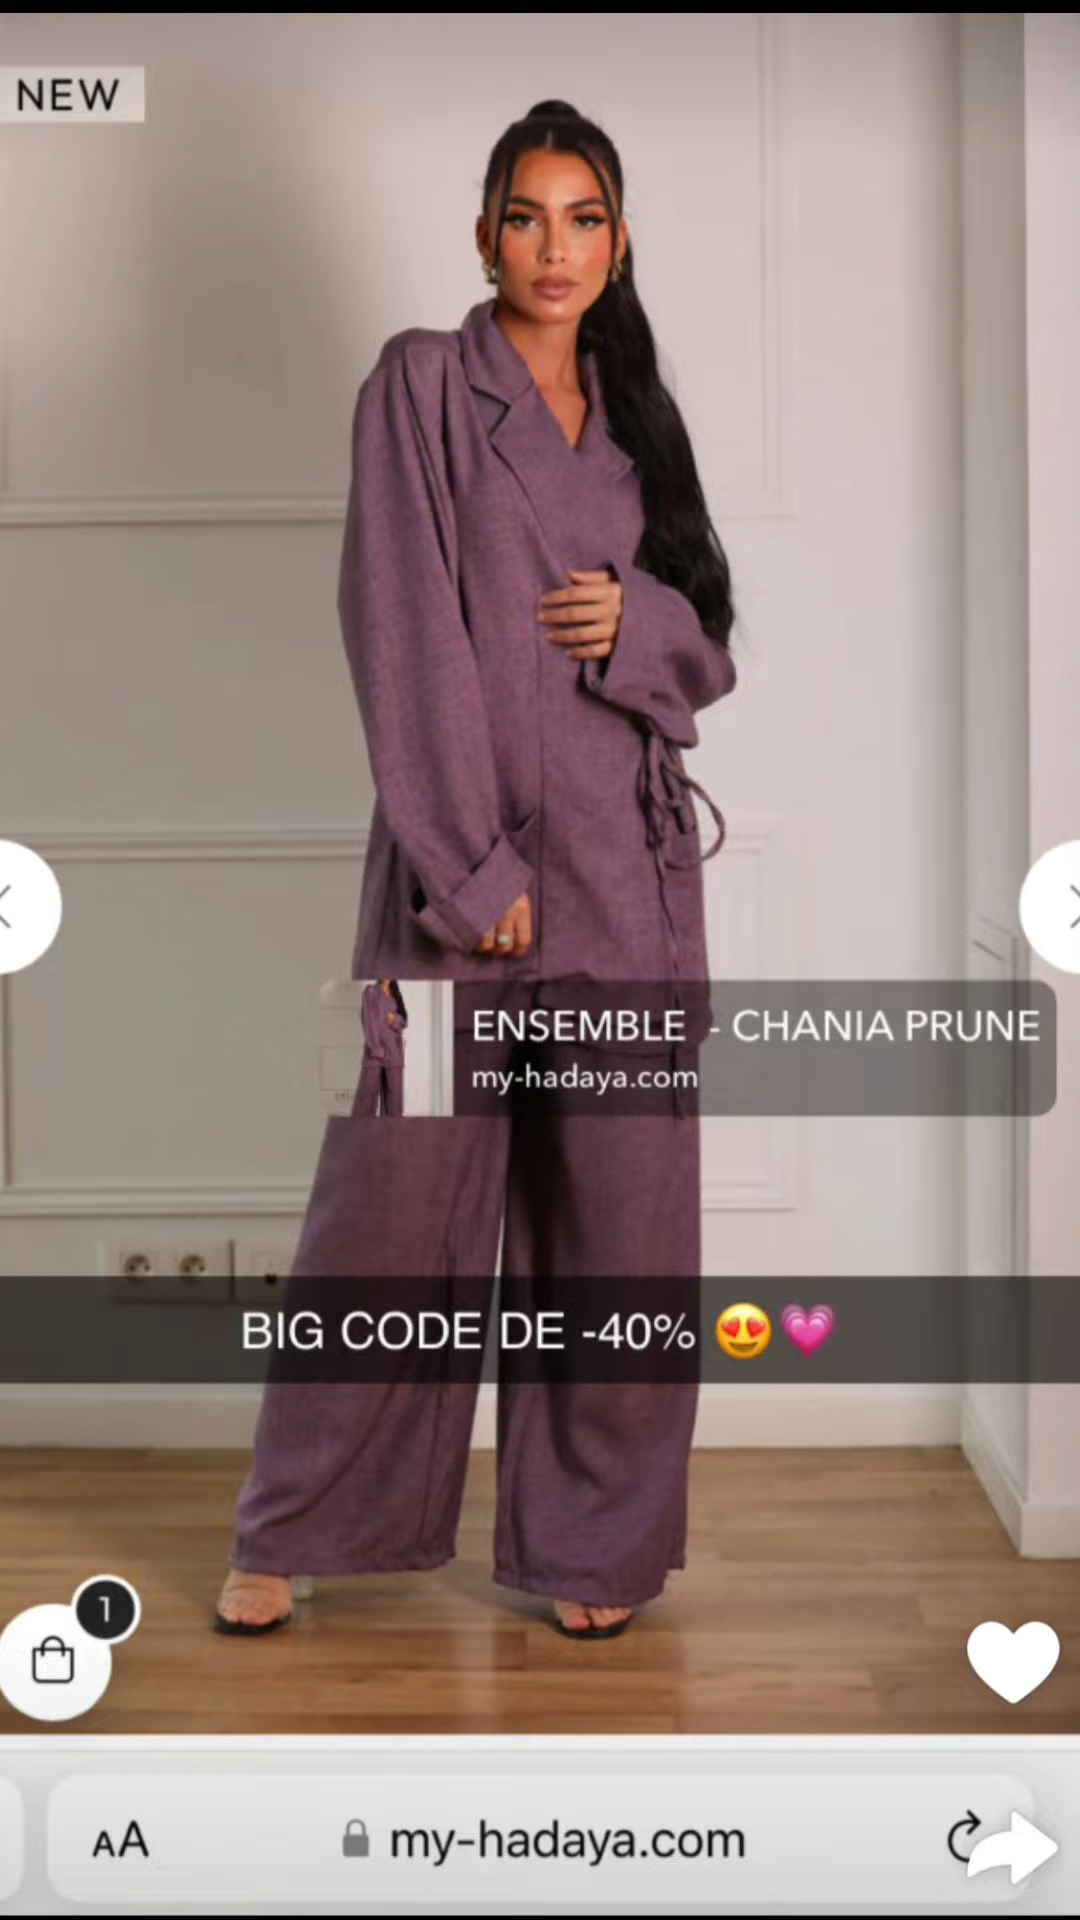 NEW
ENSEMBLE - CHANIA PRUNE
my-hadaya.com
BIG CODE DE -40% 😍💗
1
AA my-hadaya.com